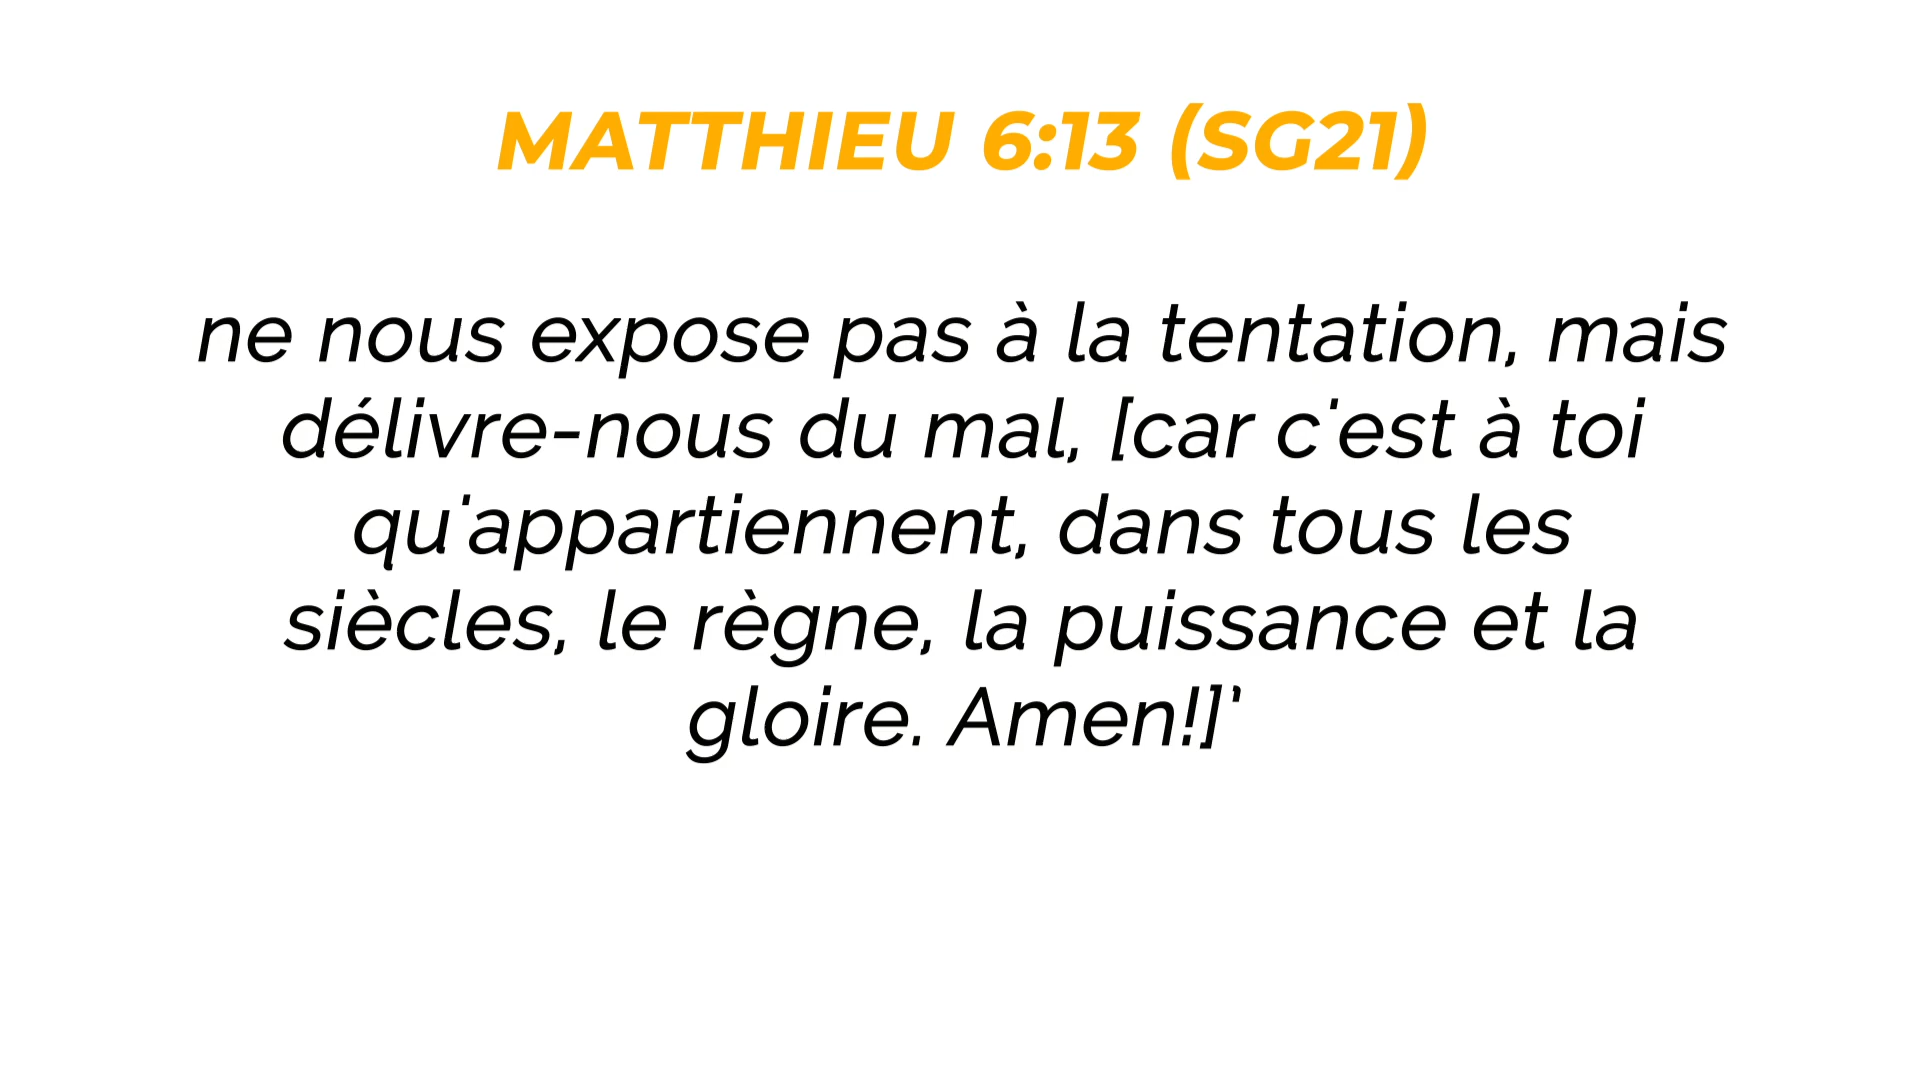 MATTHIEU 6:13 (SG21)
ne nous expose pas à la tentation, mais
délivre-nous du mal, [car c'est à toi
qu'appartiennent, dans tous les
siècles, le règne, la puissance et la
gloire. Amen!]’